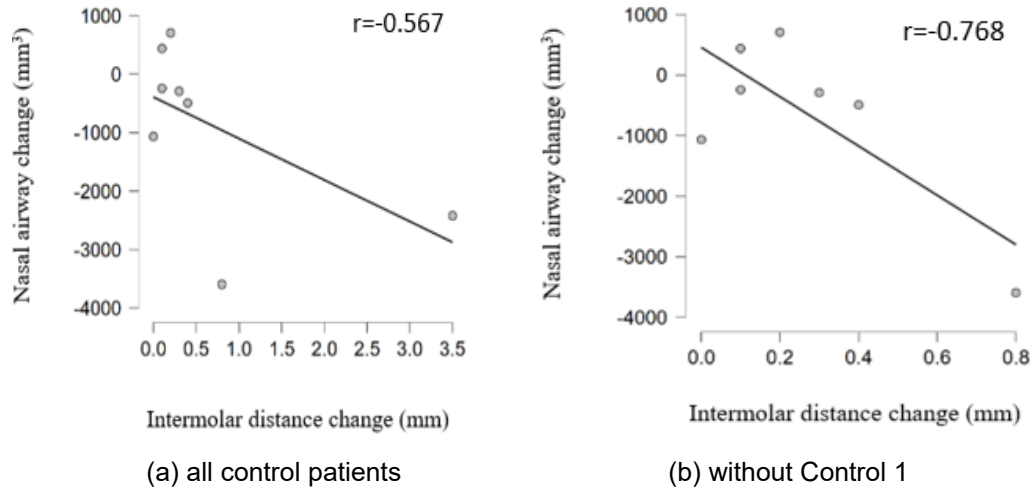 r=-0.567
Nasal airway change (mm³)
1000
0
-1000
-2000
-3000
-4000
0.0 0.5 1.0 1.5 2.0 2.5 3.0 3.5
Intermolar distance change (mm)
(a) all control patients
r=-0.768
Nasal airway change (mm³)
1000
0
-1000
-2000
-3000
-4000
0.0 0.2 0.4 0.6 0.8
Intermolar distance change (mm)
(b) without Control 1